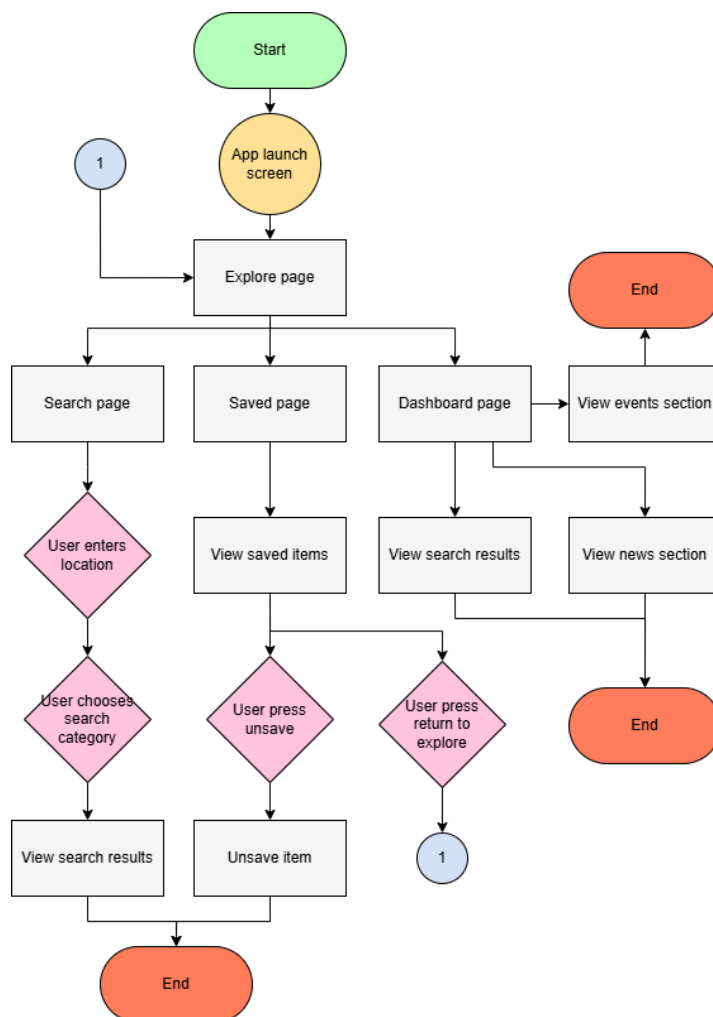 Start
App launch
screen
1
Explore page
End
Search page
Saved page
Dashboard page
View events section
User enters
location
View saved items
View search results
View news section
User chooses
search
category
User press
unsave
User press
return to
explore
End
View search results
Unsave item
1
End